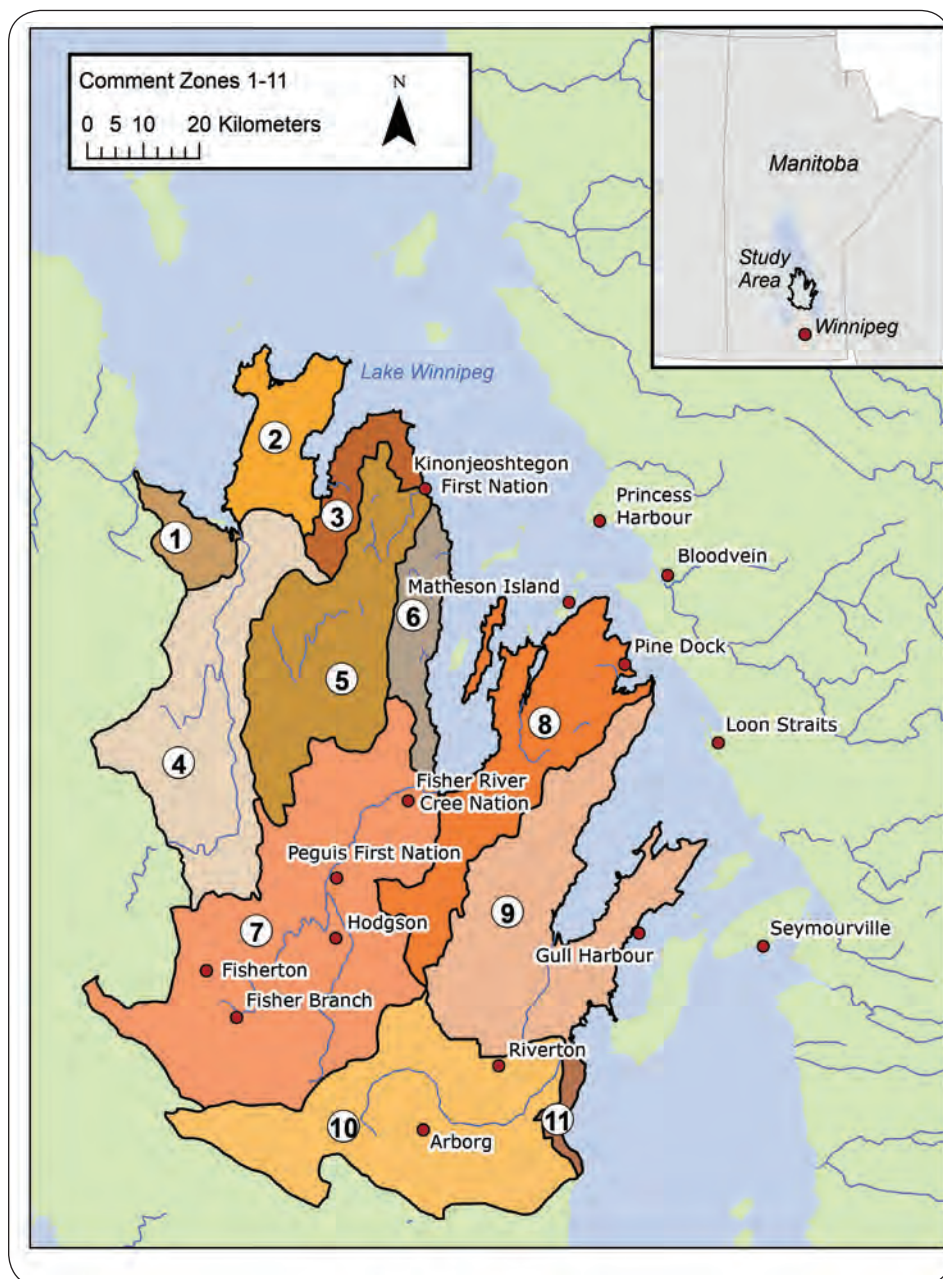 Comment Zones 1-11
N
0 5 10 20 Kilometers
Manitoba
Study
Area
Winnipeg
Lake Winnipeg
2
Kinonjeoshtegon
First Nation
3
1
Princess
Harbour
Bloodvein
Matheson Island
6
Pine Dock
5
8
Loon Straits
4
Fisher River
Cree Nation
Peguis First Nation
9
7
Hodgson
Gull Harbour
Seymourville
Fisherton
Fisher Branch
Riverton
10
11
Arborg